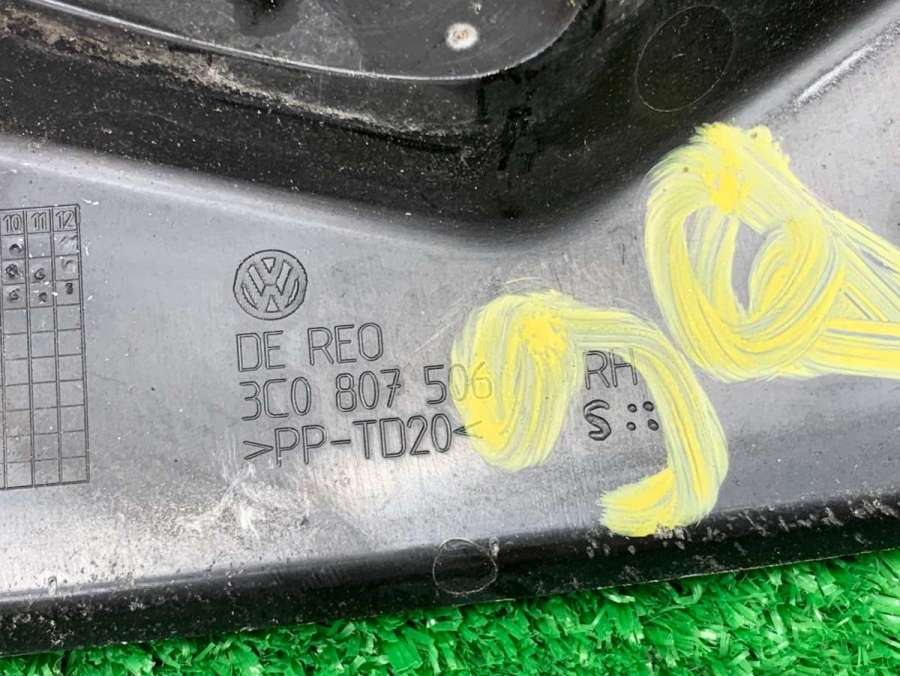 10 11 12
DE REO
3C0 807 506 RH
>PP-TD20< S